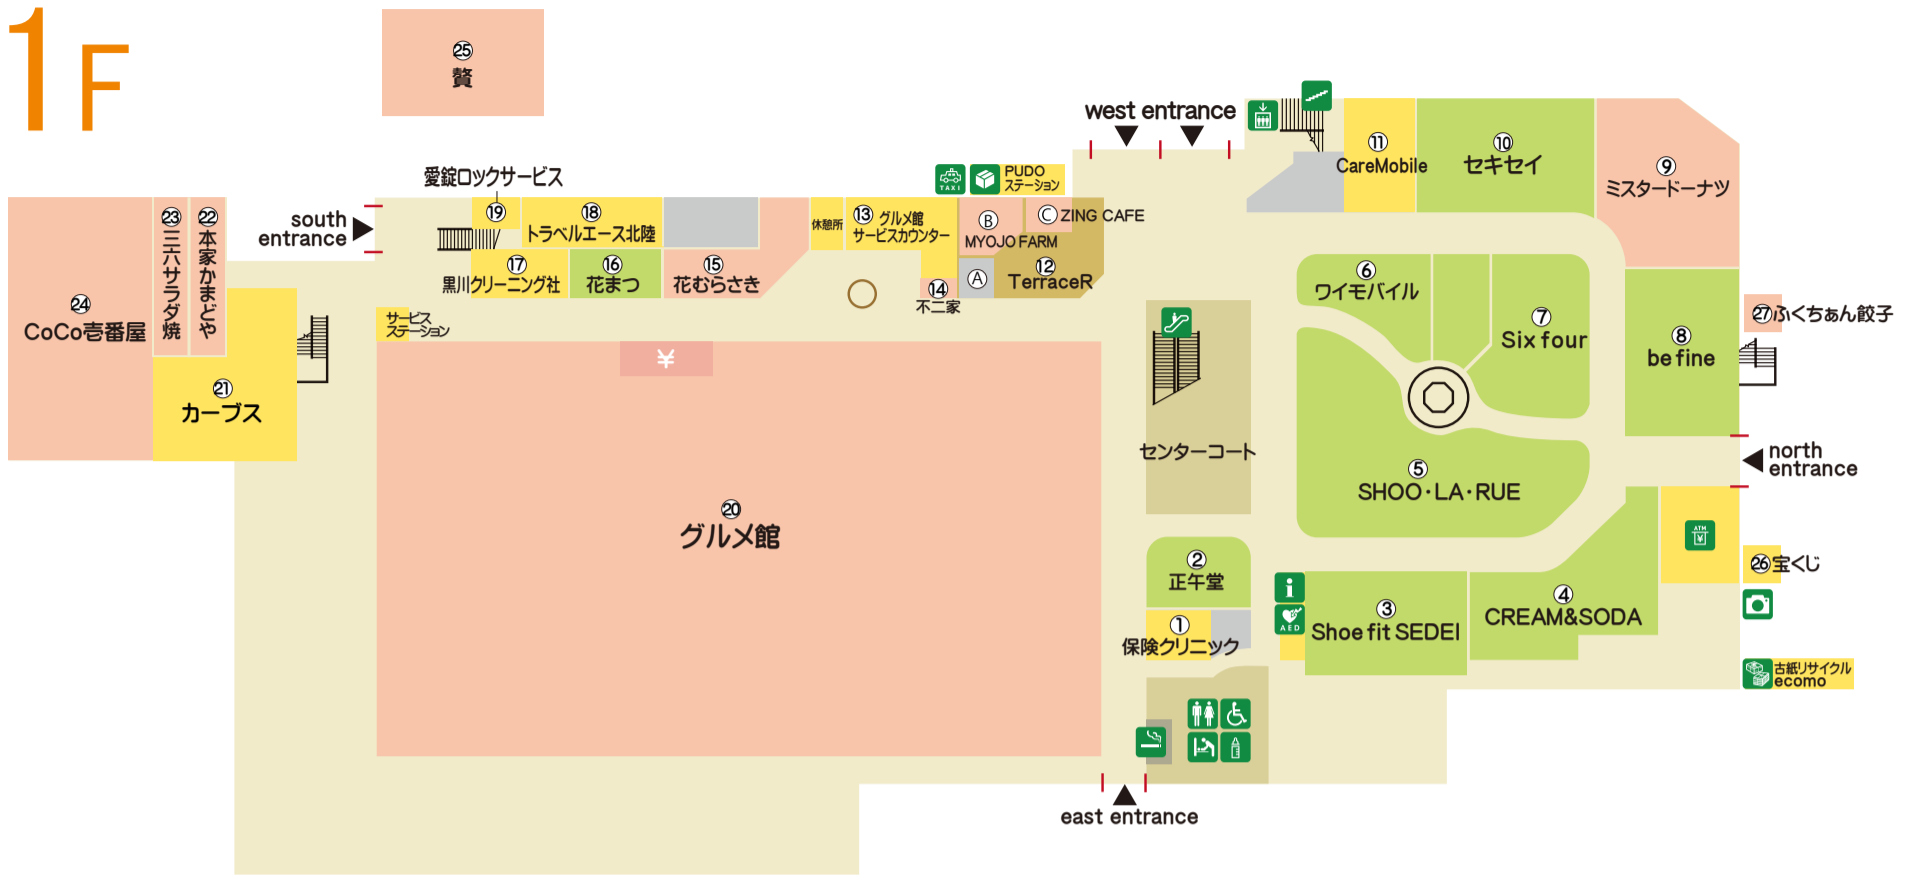 1F
㉕
贅
west entrance
⑪
CareMobile
⑩
セキセイ
⑨
ミスタードーナツ
愛錠ロックサービス
TAXI
PUDO
ステーション
south
entrance
㉓
三六サラダ焼
㉒
本家かまどや
⑲
⑱
トラベルエース北陸
休憩所
⑬ グルメ館
サービスカウンター
Ⓑ
MYOJO FARM
Ⓒ ZING CAFE
⑰
黒川クリーニング社
⑯
花まつ
⑮
花むらさき
⑭
不二家
Ⓐ
⑫
TerraceR
㉔
CoCo壱番屋
サービス
ステーション
㉑
カーブス
¥
⑥
ワイモバイル
⑦
Six four
⑧
be fine
㉗ふくちぁん餃子
センターコート
⑤
SHOO・LA・RUE
north
entrance
⑳
グルメ館
ATM
¥
②
正午堂
㉖宝くじ
i
AED
③
Shoe fit SEDEI
④
CREAM&SODA
①
保険クリニック
古紙リサイクル
ecomo
east entrance